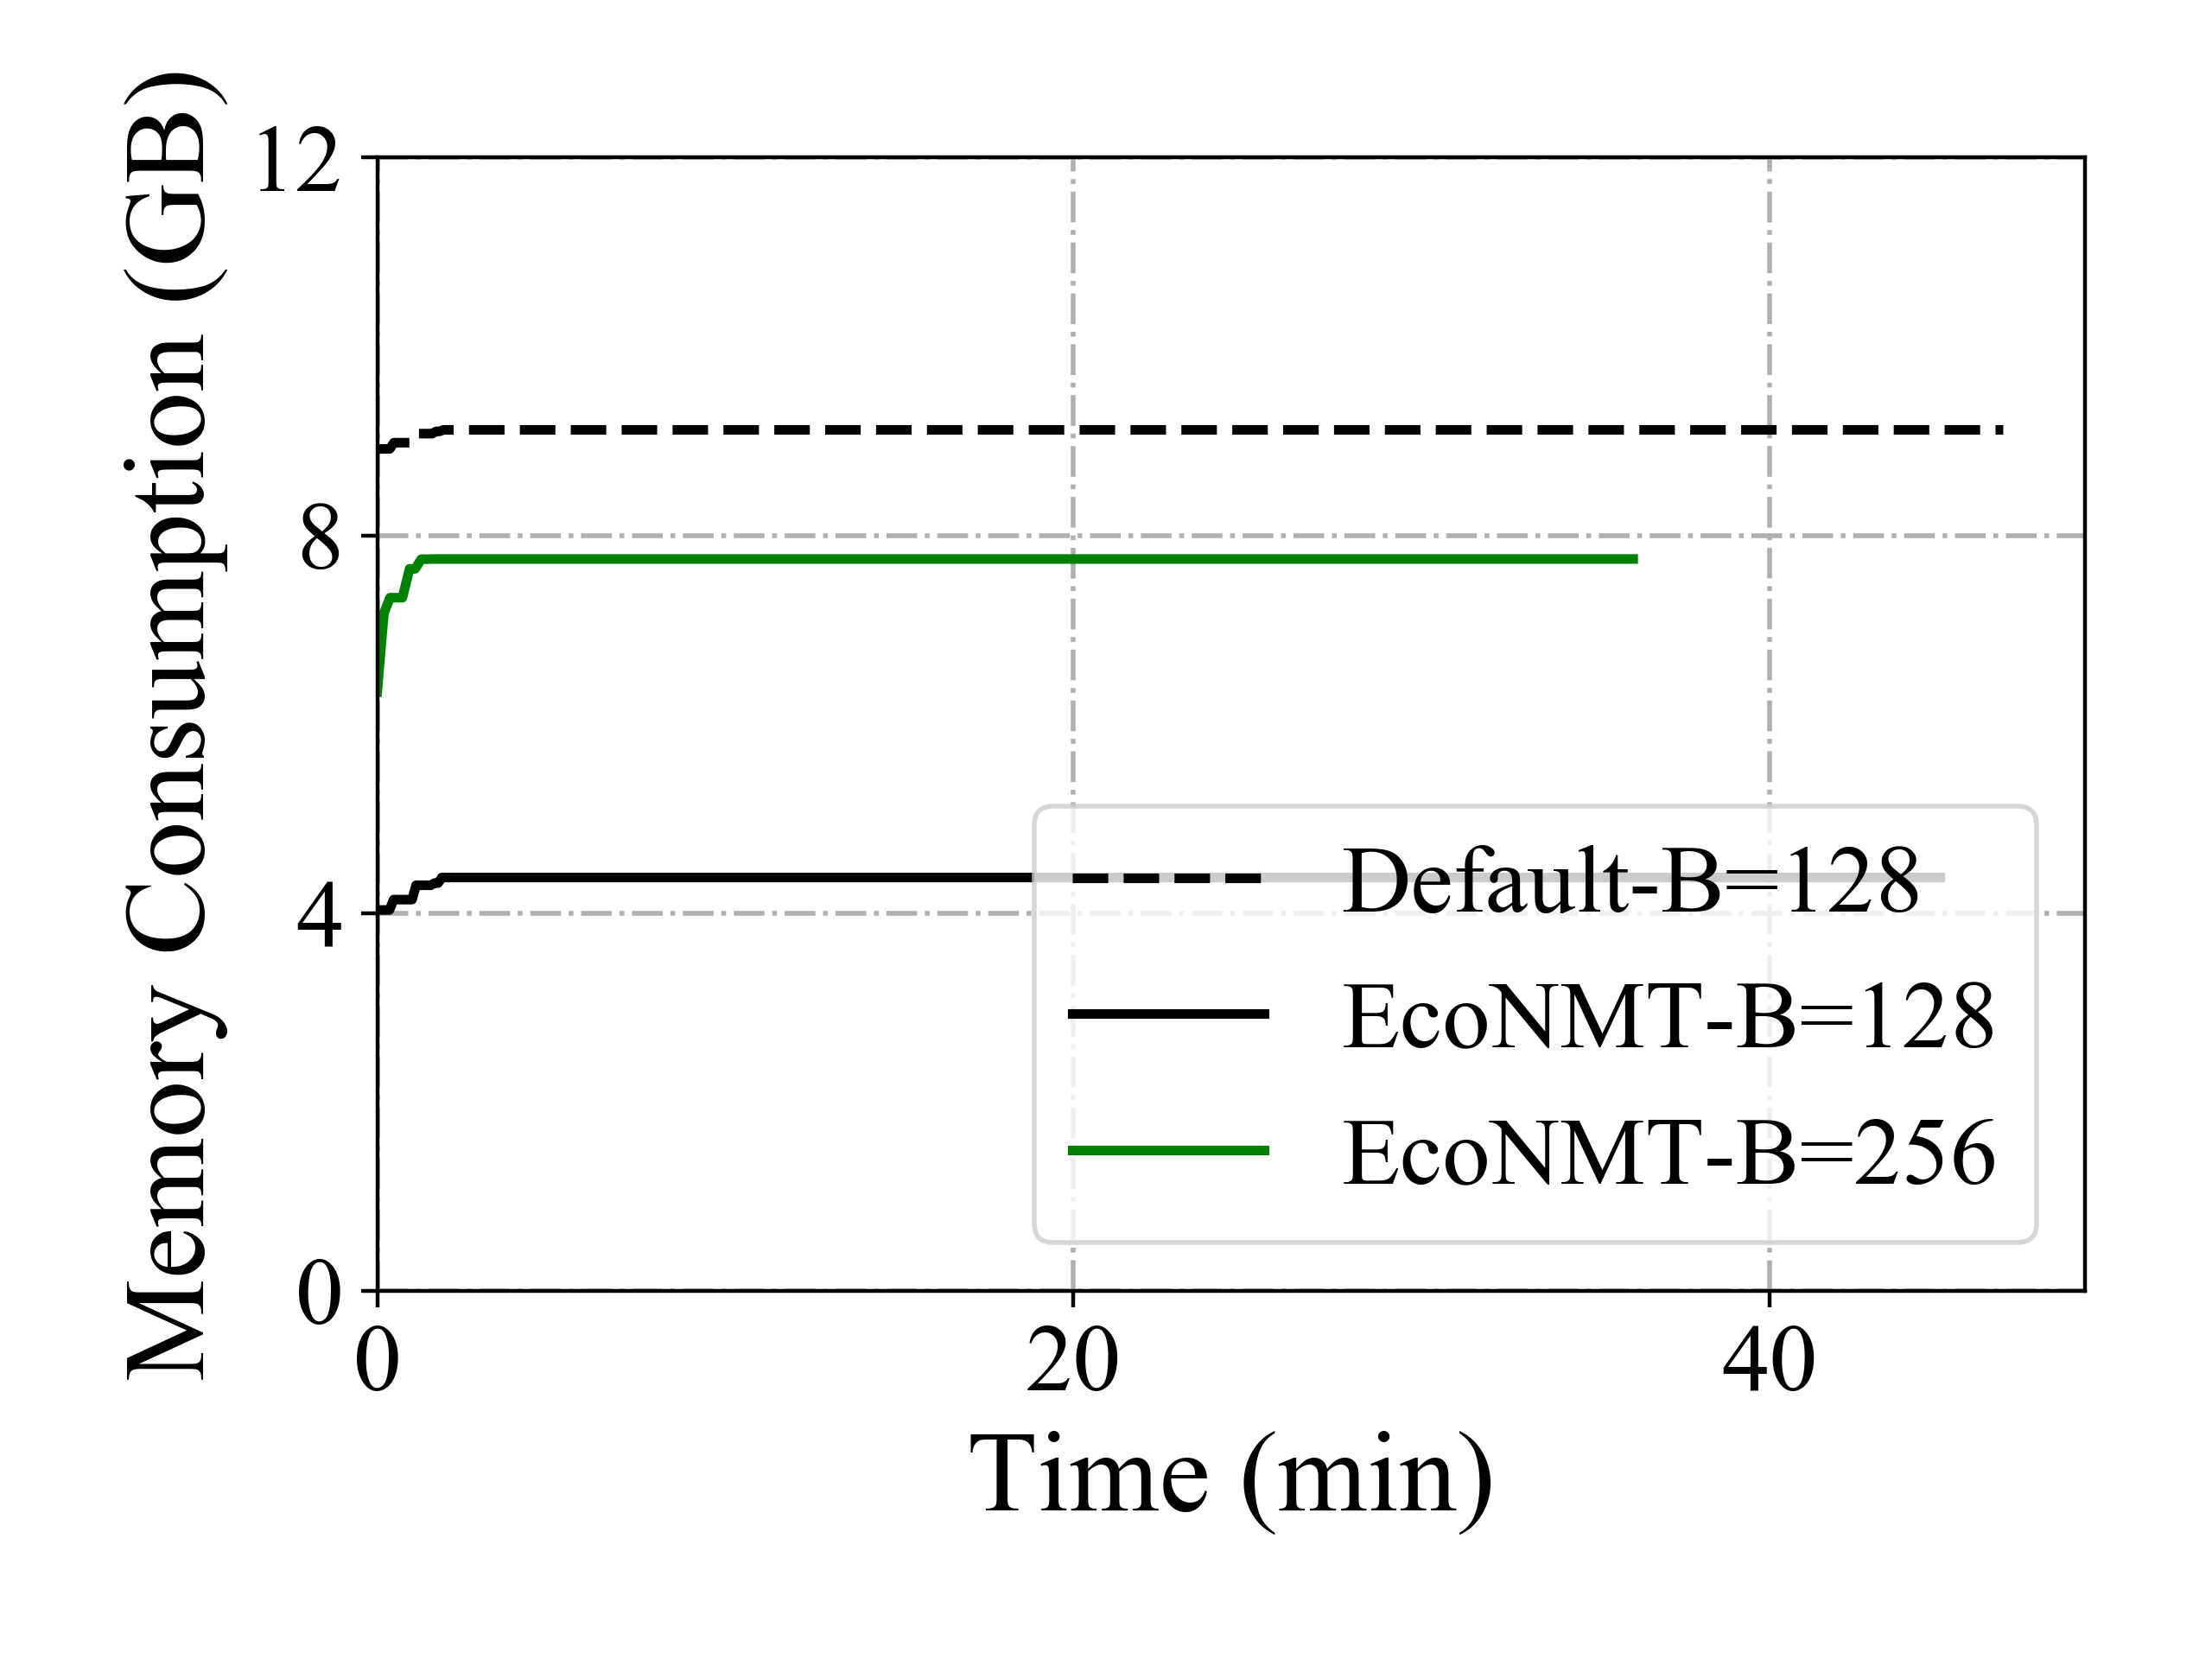 Memory Consumption (GB)
12
8
4
0
0 20 40
Time (min)
Default-B=128
EcoNMT-B=128
EcoNMT-B=256